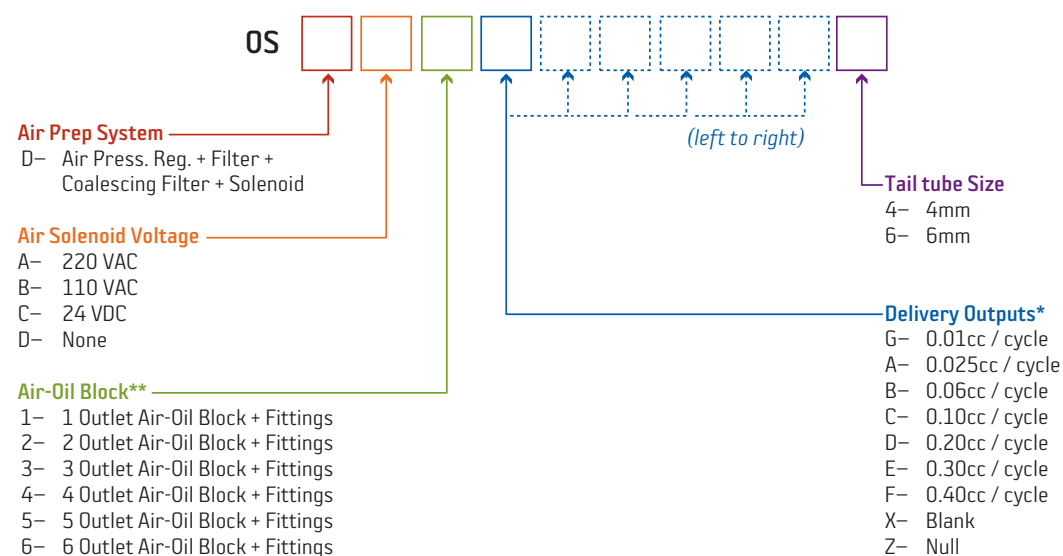 OS
(left to right)
Air Prep System
D– Air Press. Reg. + Filter +
Coalescing Filter + Solenoid
Air Solenoid Voltage
A– 220 VAC
B– 110 VAC
C– 24 VDC
D– None
Air-Oil Block**
1– 1 Outlet Air-Oil Block + Fittings
2– 2 Outlet Air-Oil Block + Fittings
3– 3 Outlet Air-Oil Block + Fittings
4– 4 Outlet Air-Oil Block + Fittings
5– 5 Outlet Air-Oil Block + Fittings
6– 6 Outlet Air-Oil Block + Fittings
Tail tube Size
4– 4mm
6– 6mm
Delivery Outputs*
G– 0.01cc / cycle
A– 0.025cc / cycle
B– 0.06cc / cycle
C– 0.10cc / cycle
D– 0.20cc / cycle
E– 0.30cc / cycle
F– 0.40cc / cycle
X– Blank
Z– Null